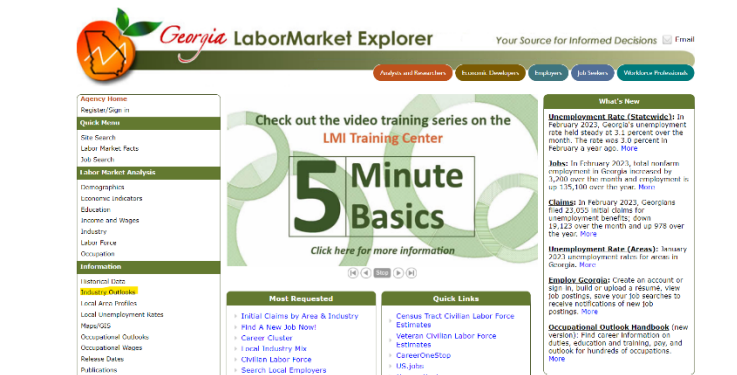 Georgia LaborMarket Explorer
Your Source for Informed Decisions
Email
Analysts and Researchers
Economic Developers
Employers
Job Seekers
Workforce Professionals
Agency Home
Register/Sign in
Quick Menu
Site Search
Labor Market Facts
Job Search
Labor Market Analysis
Demographics
Economic Indicators
Education
Income and Wages
Industry
Labor Force
Occupation
Information
Historical Data
Industry Outlooks
Local Area Profiles
Local Unemployment Rates
Maps/GIS
Occupational Outlooks
Occupational Wages
Release Dates
Publications
Check out the video training series on the
LMI Training Center
5 Minute
Basics
Click here for more information
Stop
Most Requested
Initial Claims by Area & Industry
Find A New Job Now!
Career Cluster
Local Industry Mix
Civilian Labor Force
Search Local Employers
Quick Links
Census Tract Civilian Labor Force
Estimates
Veteran Civilian Labor Force
Estimates
CareerOneStop
US.jobs
What's New
Unemployment Rate (Statewide): In
February 2023, Georgia's unemployment
rate held steady at 3.1 percent over the
month. The rate was 3.0 percent in
February a year ago. More
Jobs: In February 2023, total nonfarm
employment in Georgia increased by
3,200 over the month and employment is
up 135,100 over the year. More
Claims: In February 2023, Georgians
filed 23,055 initial claims for
unemployment benefits; down
19,123 over the month and up 978 over
the year. More
Unemployment Rate (Areas): January
2023 unemployment rates for areas in
Georgia. More
Employ Georgia: Create an account or
sign in, build or upload a résumé, view
job postings, save your job searches to
receive notifications of new job
postings. More
Occupational Outlook Handbook (new
version): Find career information on
duties, education and training, pay, and
outlook for hundreds of occupations.
More